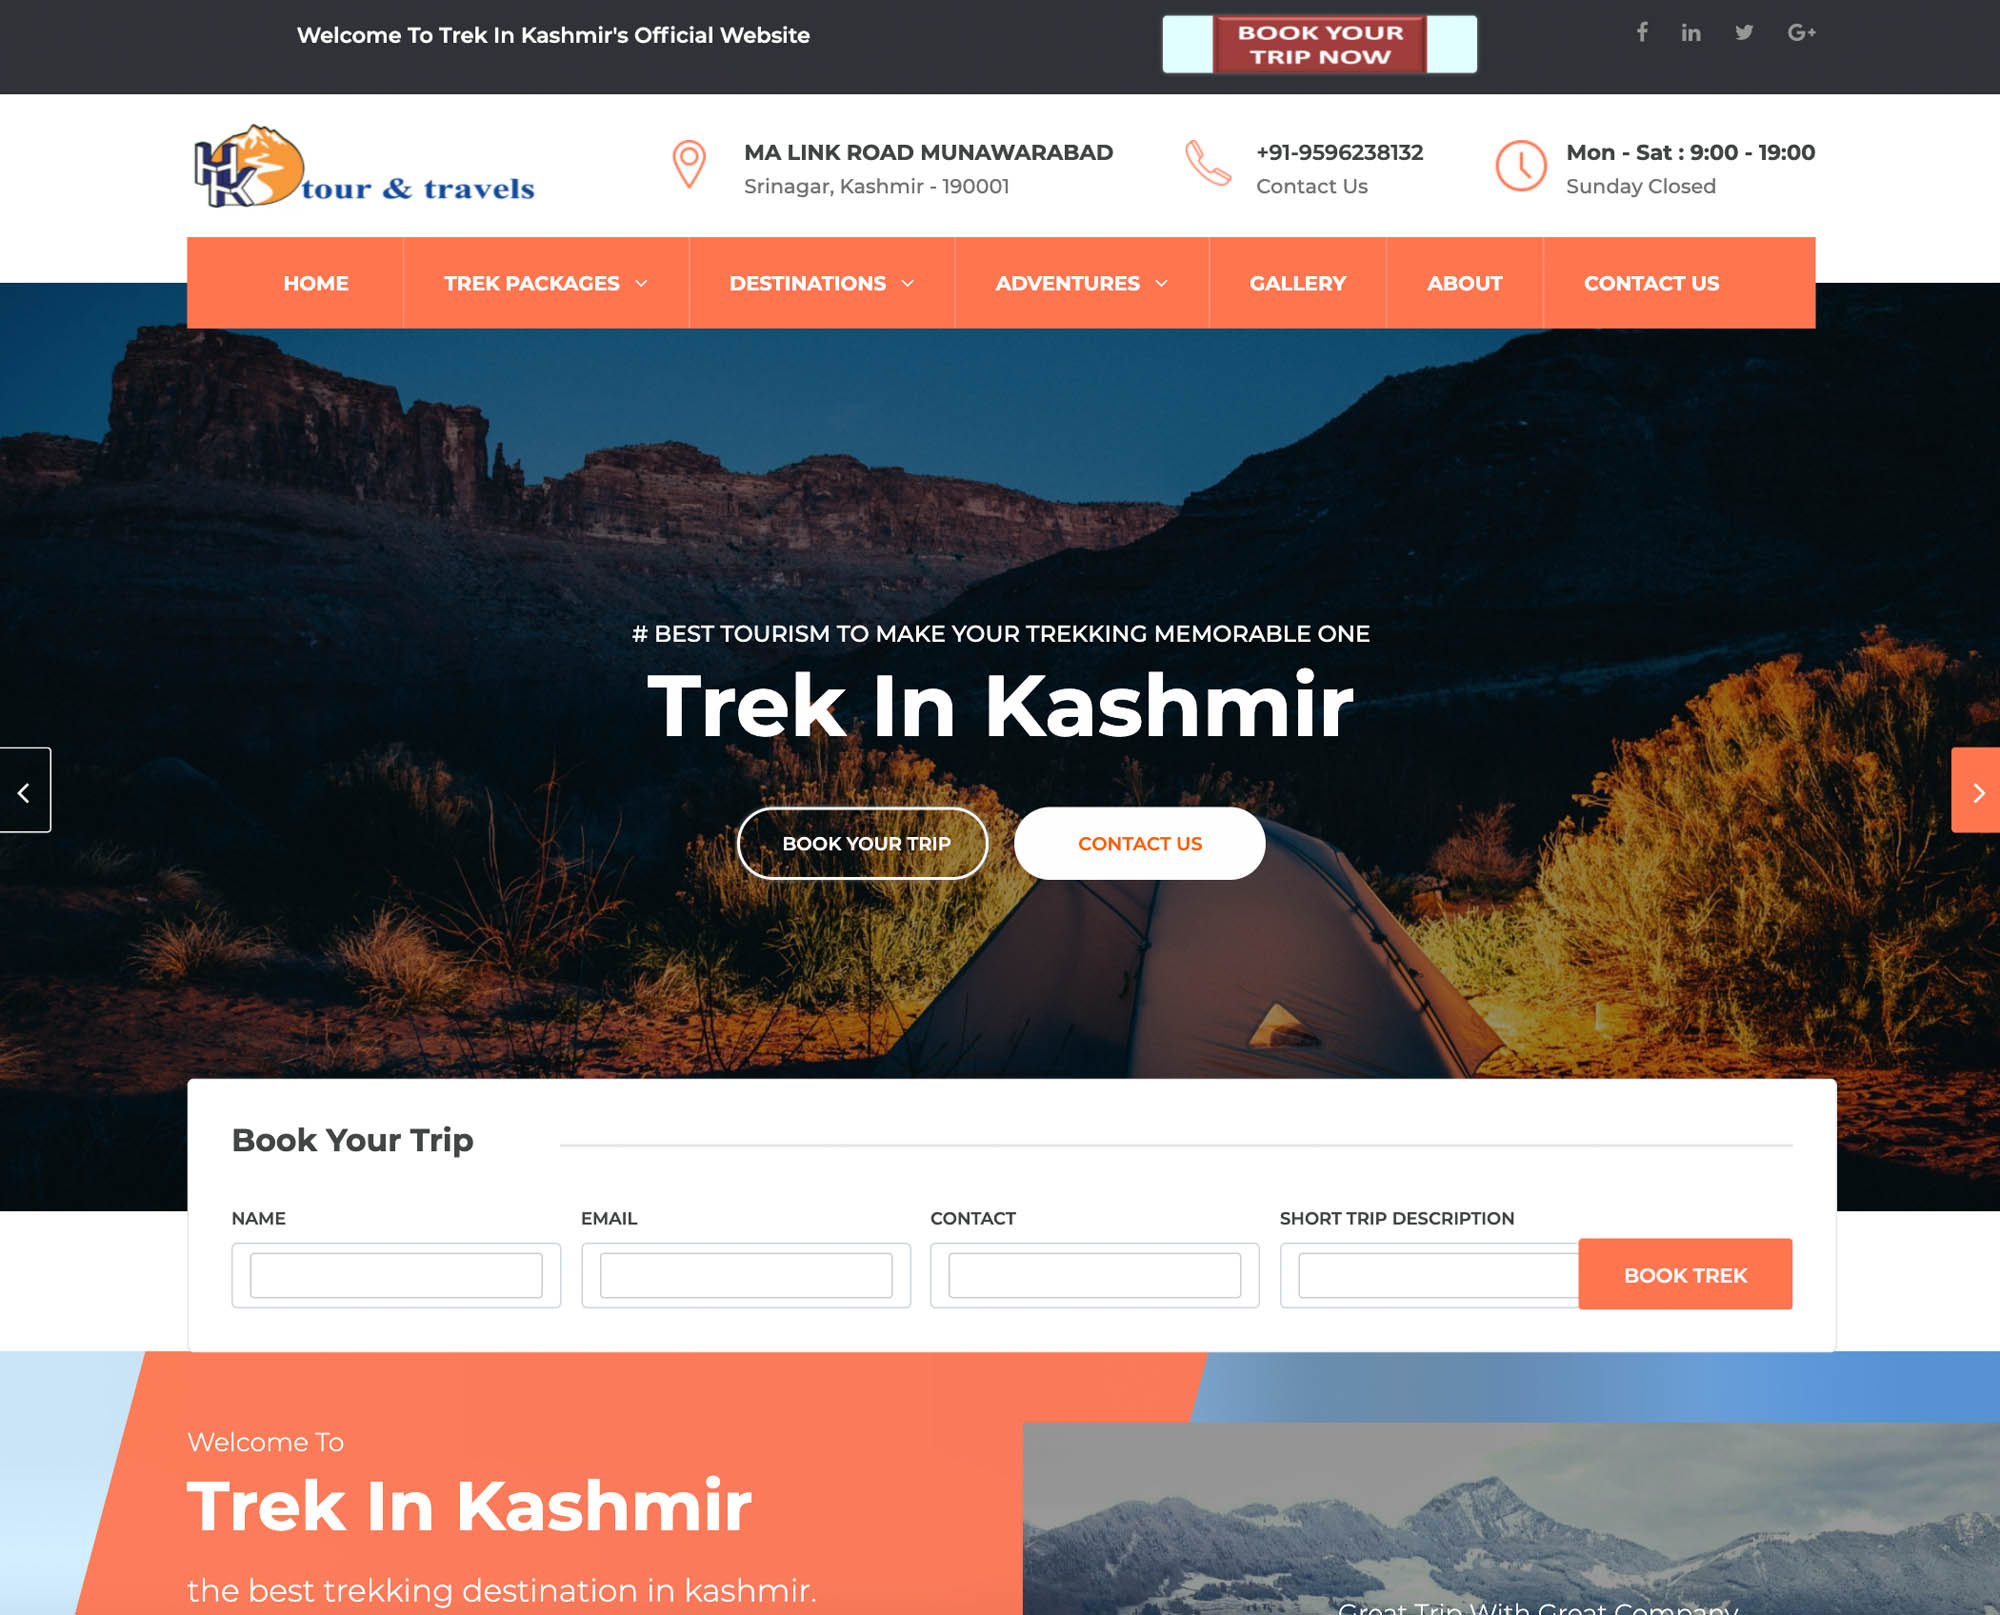 Welcome To Trek In Kashmir's Official Website
BOOK YOUR
TRIP NOW
HK tour & travels
MA LINK ROAD MUNAWARABAD
Srinagar, Kashmir - 190001
+91-9596238132
Contact Us
Mon - Sat : 9:00 - 19:00
Sunday Closed
HOME
TREK PACKAGES
DESTINATIONS
ADVENTURES
GALLERY
ABOUT
CONTACT US
# BEST TOURISM TO MAKE YOUR TREKKING MEMORABLE ONE
Trek In Kashmir
BOOK YOUR TRIP
CONTACT US
Book Your Trip
NAME
EMAIL
CONTACT
SHORT TRIP DESCRIPTION
BOOK TREK
Welcome To
Trek In Kashmir
the best trekking destination in kashmir.
Great Trip With Great Company